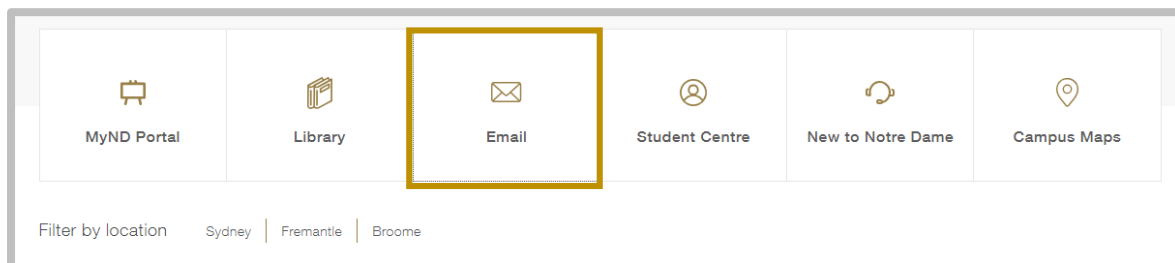 MyND Portal
Library
Email
Student Centre
New to Notre Dame
Campus Maps
Filter by location Sydney Fremantle Broome